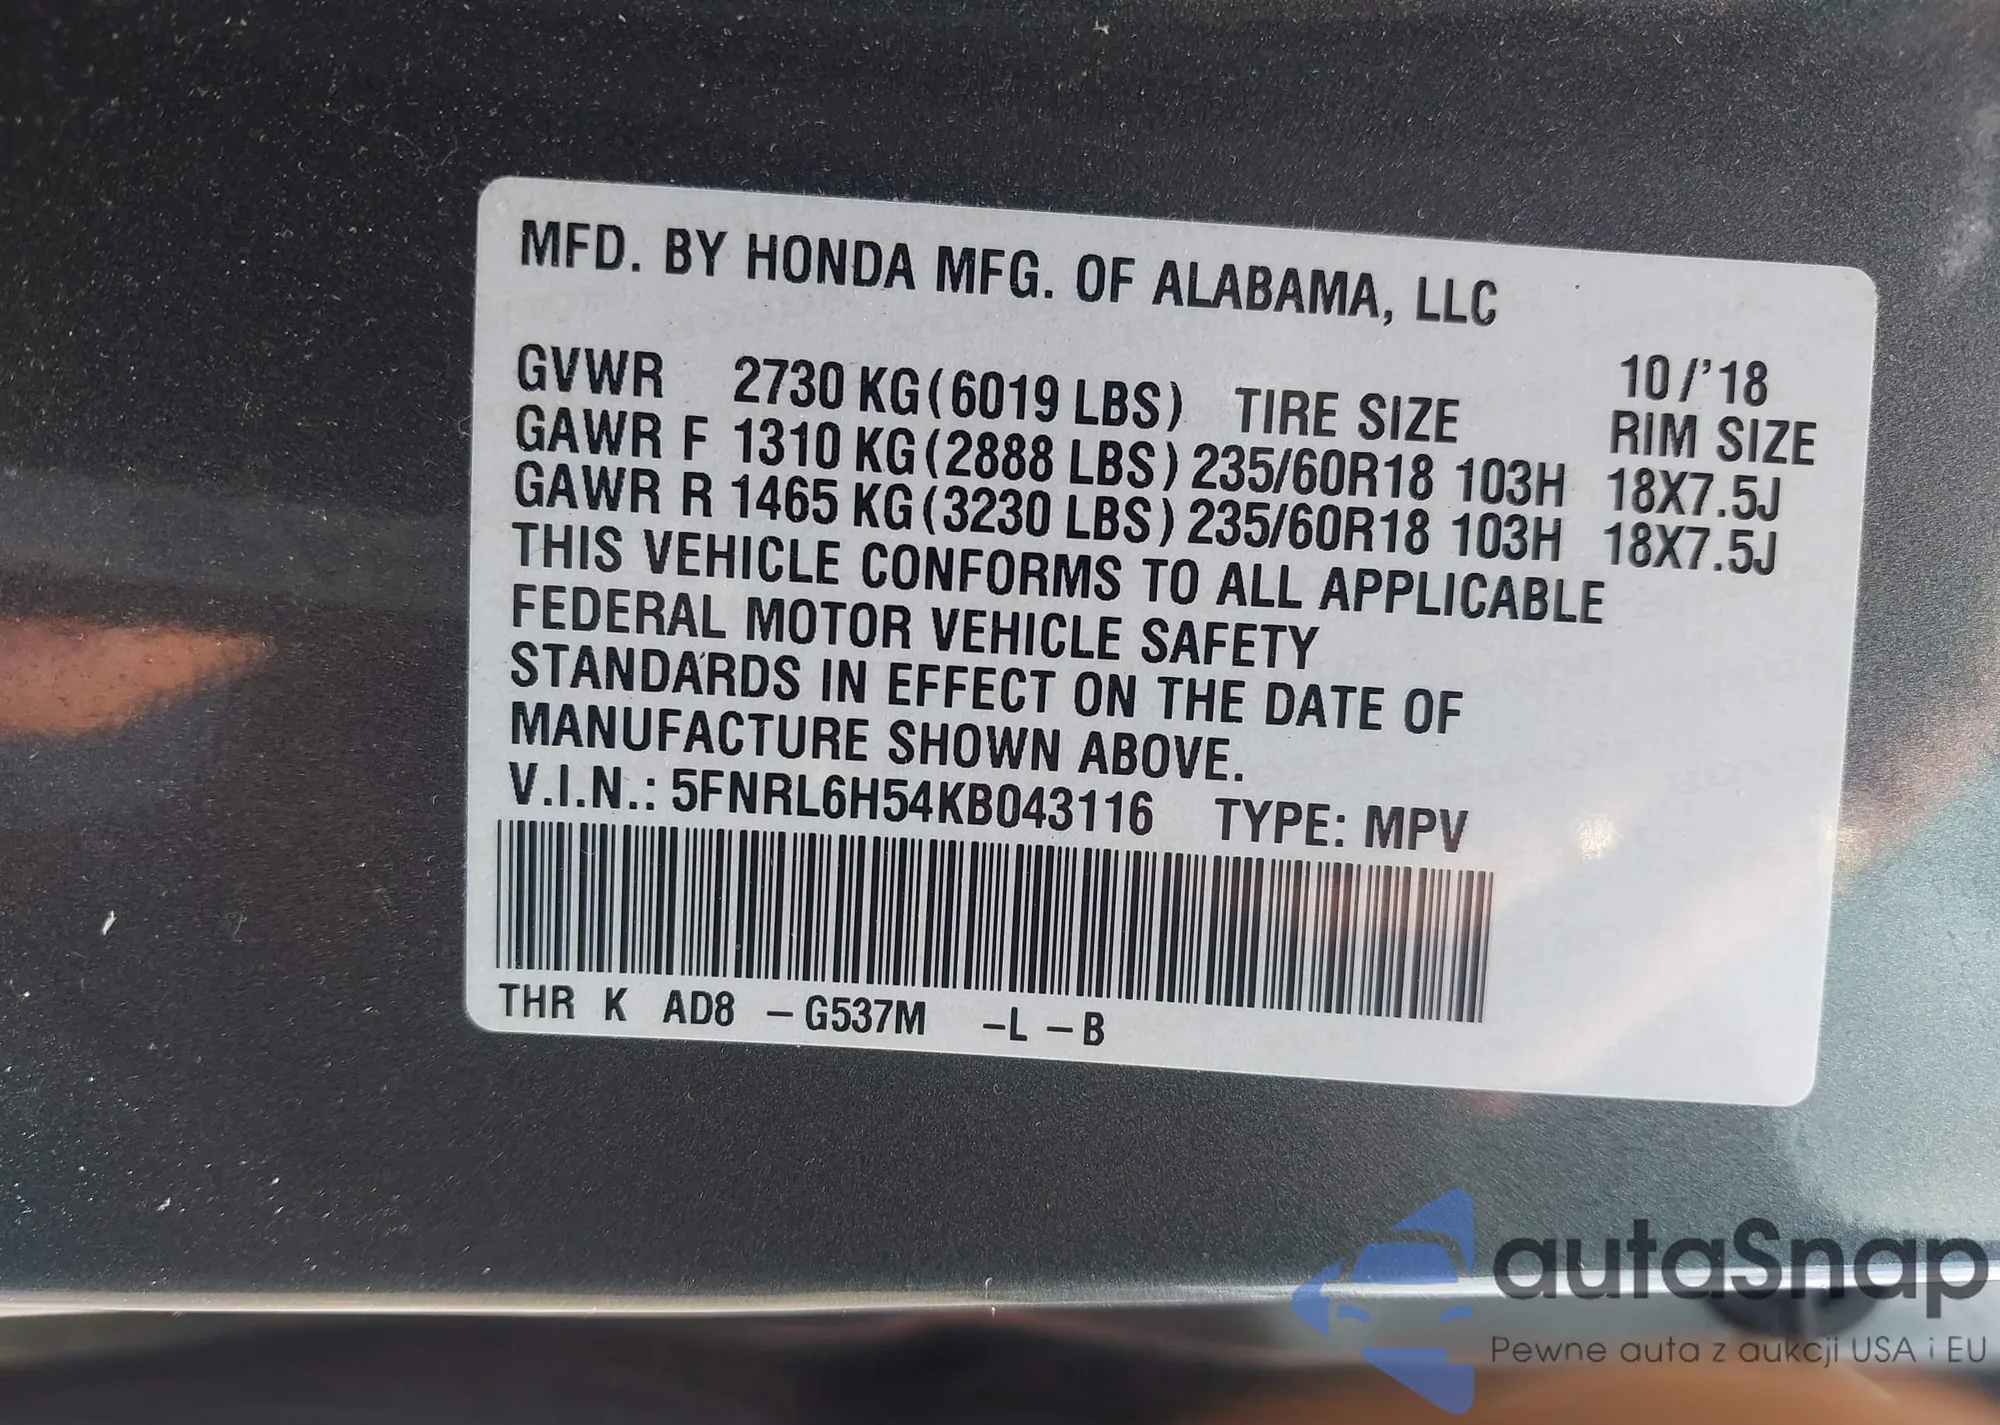 MFD. BY HONDA MFG. OF ALABAMA, LLC
10/'18
GVWR 2730 KG (6019 LBS) TIRE SIZE RIM SIZE
GAWR F 1310 KG (2888 LBS) 235/60R18 103H 18X7.5J
GAWR R 1465 KG (3230 LBS) 235/60R18 103H 18X7.5J
THIS VEHICLE CONFORMS TO ALL APPLICABLE
FEDERAL MOTOR VEHICLE SAFETY
STANDARDS IN EFFECT ON THE DATE OF
MANUFACTURE SHOWN ABOVE.
V.I.N.: 5FNRL6H54KB043116 TYPE: MPV
THR K AD8 –G537M –L –B
autaSnap
Pewne auta z aukcji USA i EU